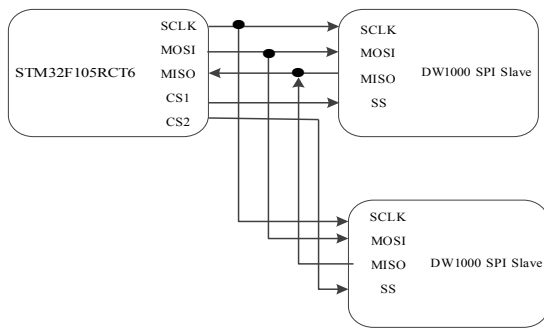 STM32F105RCT6
SCLK
MOSI
MISO
CS1
CS2
SCLK
MOSI
MISO
SS
DW1000 SPI Slave
SCLK
MOSI
MISO
SS
DW1000 SPI Slave